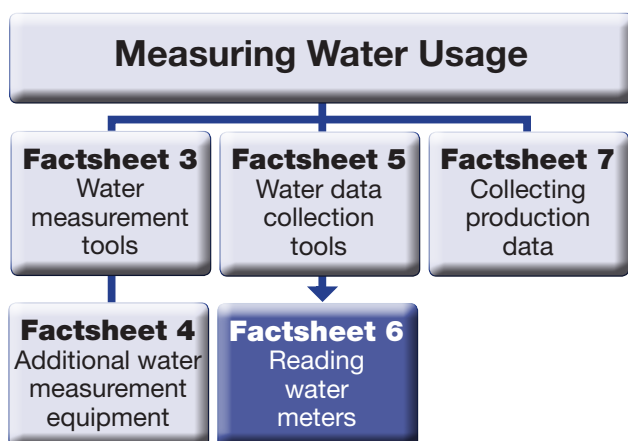 Measuring Water Usage
Factsheet 3
Water
measurement
tools
Factsheet 5
Water data
collection
tools
Factsheet 7
Collecting
production
data
Factsheet 4
Additional water
measurement
equipment
Factsheet 6
Reading
water
meters